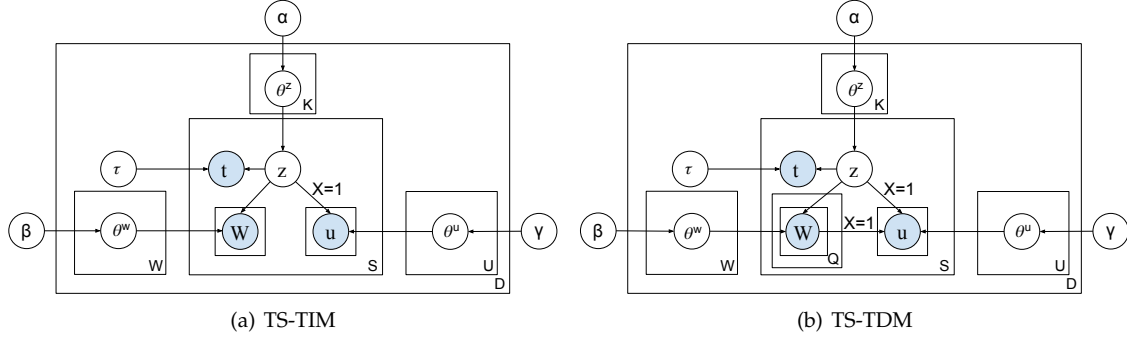 α α
θᶻ θᶻ
K K
τ t z τ t z
X=1 X=1
β θʷ W u θᵘ γ β θʷ W X=1 u θᵘ γ
Q
W S U W S U
D D
(a) TS-TIM (b) TS-TDM